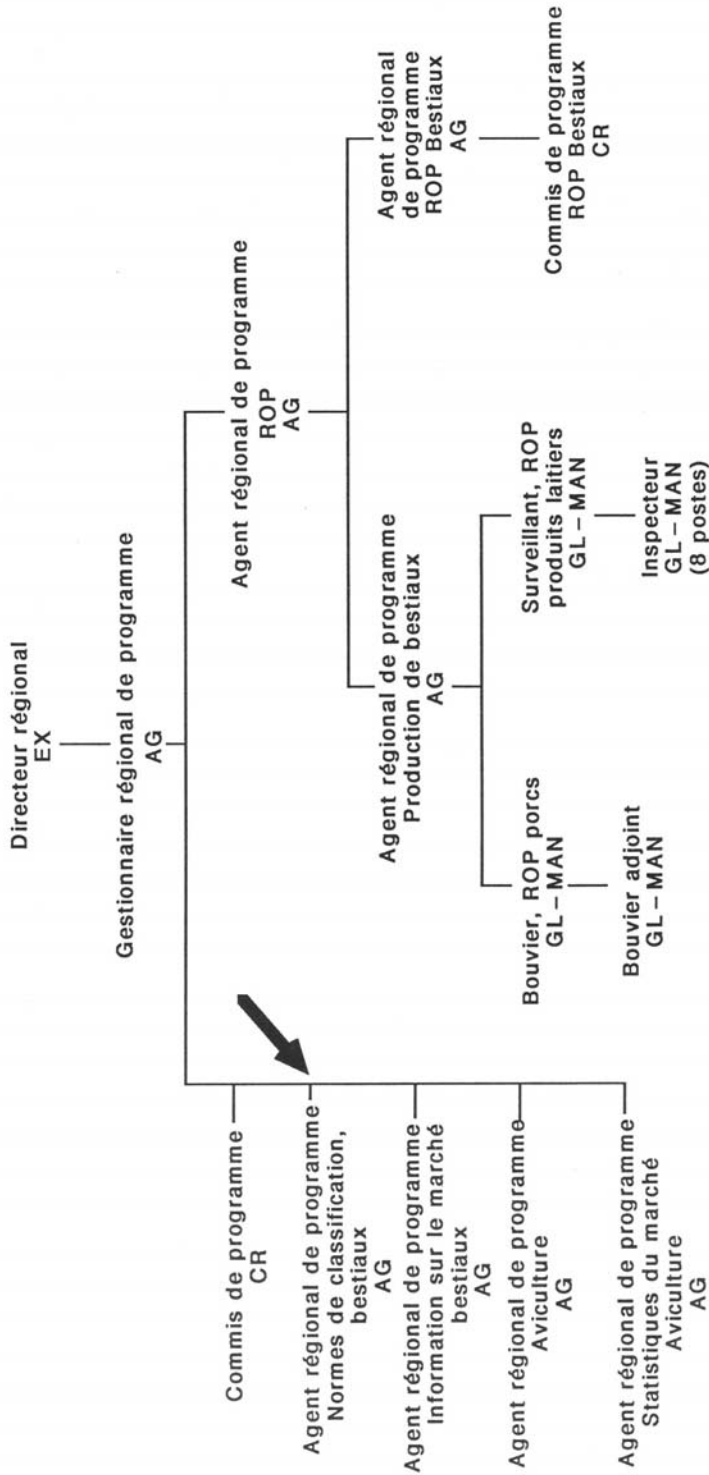 Directeur régional
EX
Gestionnaire régional de programme
AG
Commis de programme
CR
Agent régional de programme
Normes de classification,
bestiaux
AG
Agent régional de programme
Information sur le marché
bestiaux
AG
Agent régional de programme
Aviculture
AG
Agent régional de programme
Statistiques du marché
Aviculture
AG
Agent régional de programme
ROP
AG
Agent régional de programme
Production de bestiaux
AG
Bouvier, ROP porcs
GL-MAN
Bouvier adjoint
GL-MAN
Surveillant, ROP
produits laitiers
GL-MAN
Inspecteur
GL-MAN
(8 postes)
Agent régional
de programme
ROP Bestiaux
AG
Commis de programme
ROP Bestiaux
CR